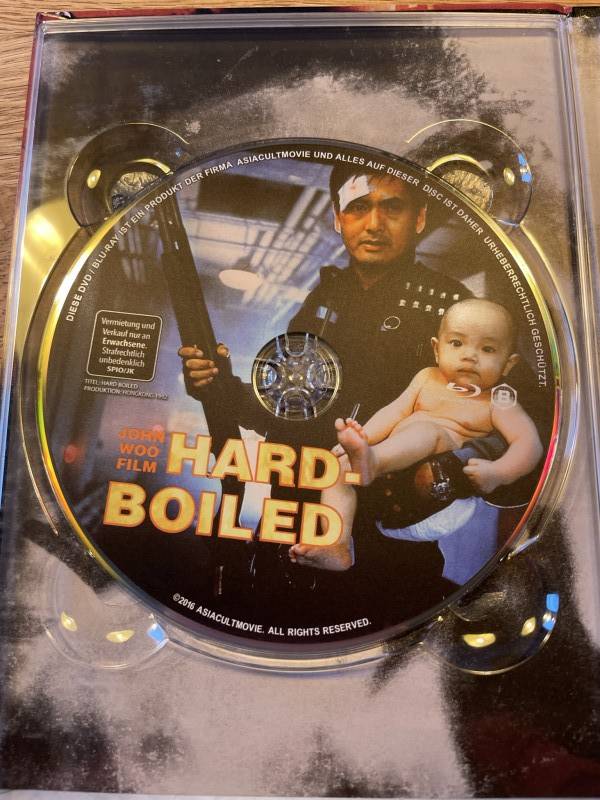 DIESE DVD / BLU-RAY IST EIN PRODUKT DER FIRMA ASIACULTMOVIE UND ALLES AUF DIESER DISC IST DAHER URHEBERRECHTLICH GESCHÜTZT.
Vermietung und
Verkauf nur an
Erwachsene.
Strafrechtlich
unbedenklich
SPIO/JK
TITEL: HARD BOILED
PRODUKTION: HONGKONG 1992
B
JOHN
WOO
FILM
HARD-
BOILED
©2016 ASIACULTMOVIE. ALL RIGHTS RESERVED.